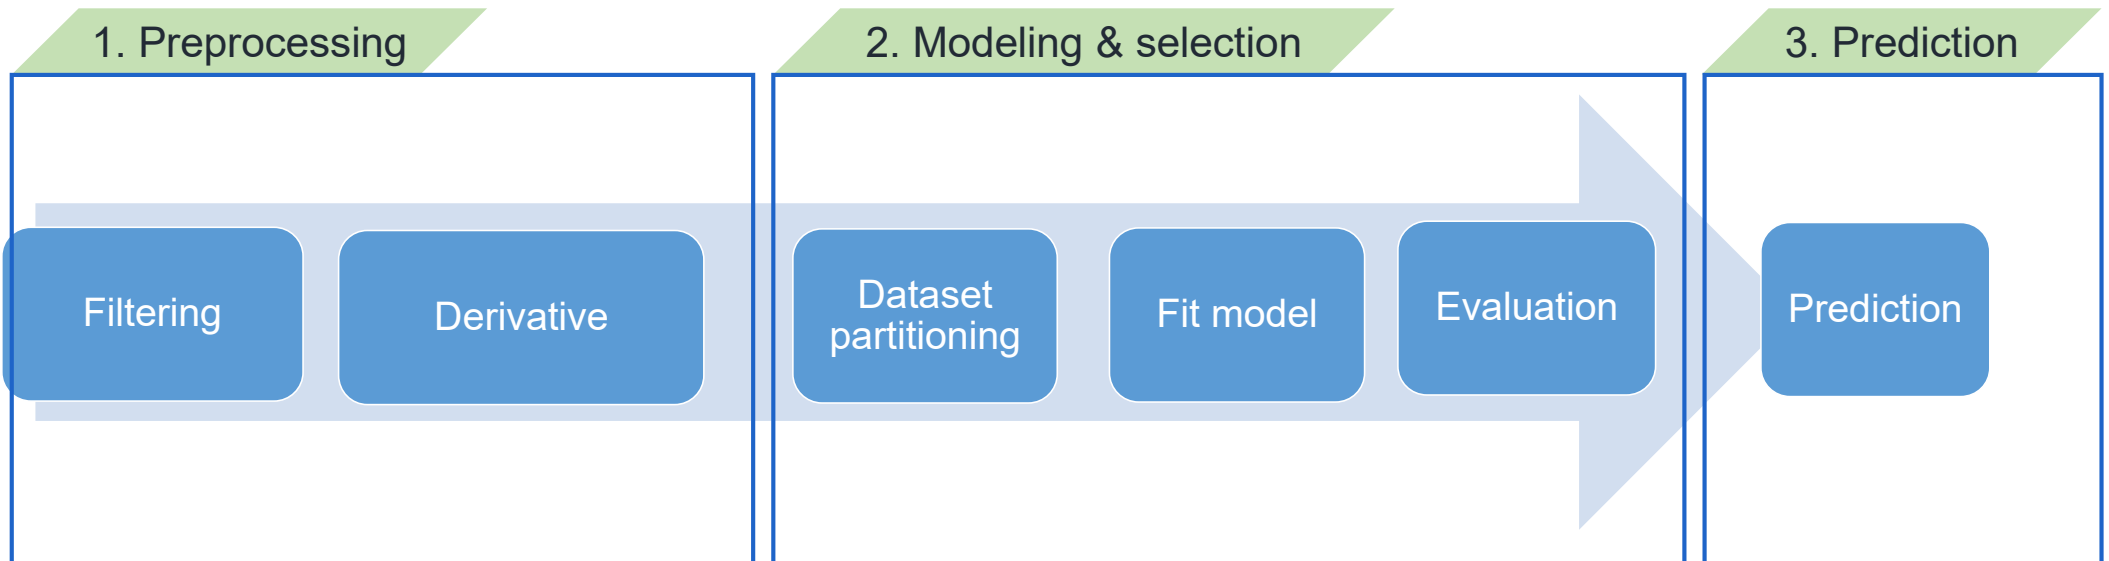 1. Preprocessing
2. Modeling & selection
3. Prediction
Filtering
Derivative
Dataset
partitioning
Fit model
Evaluation
Prediction